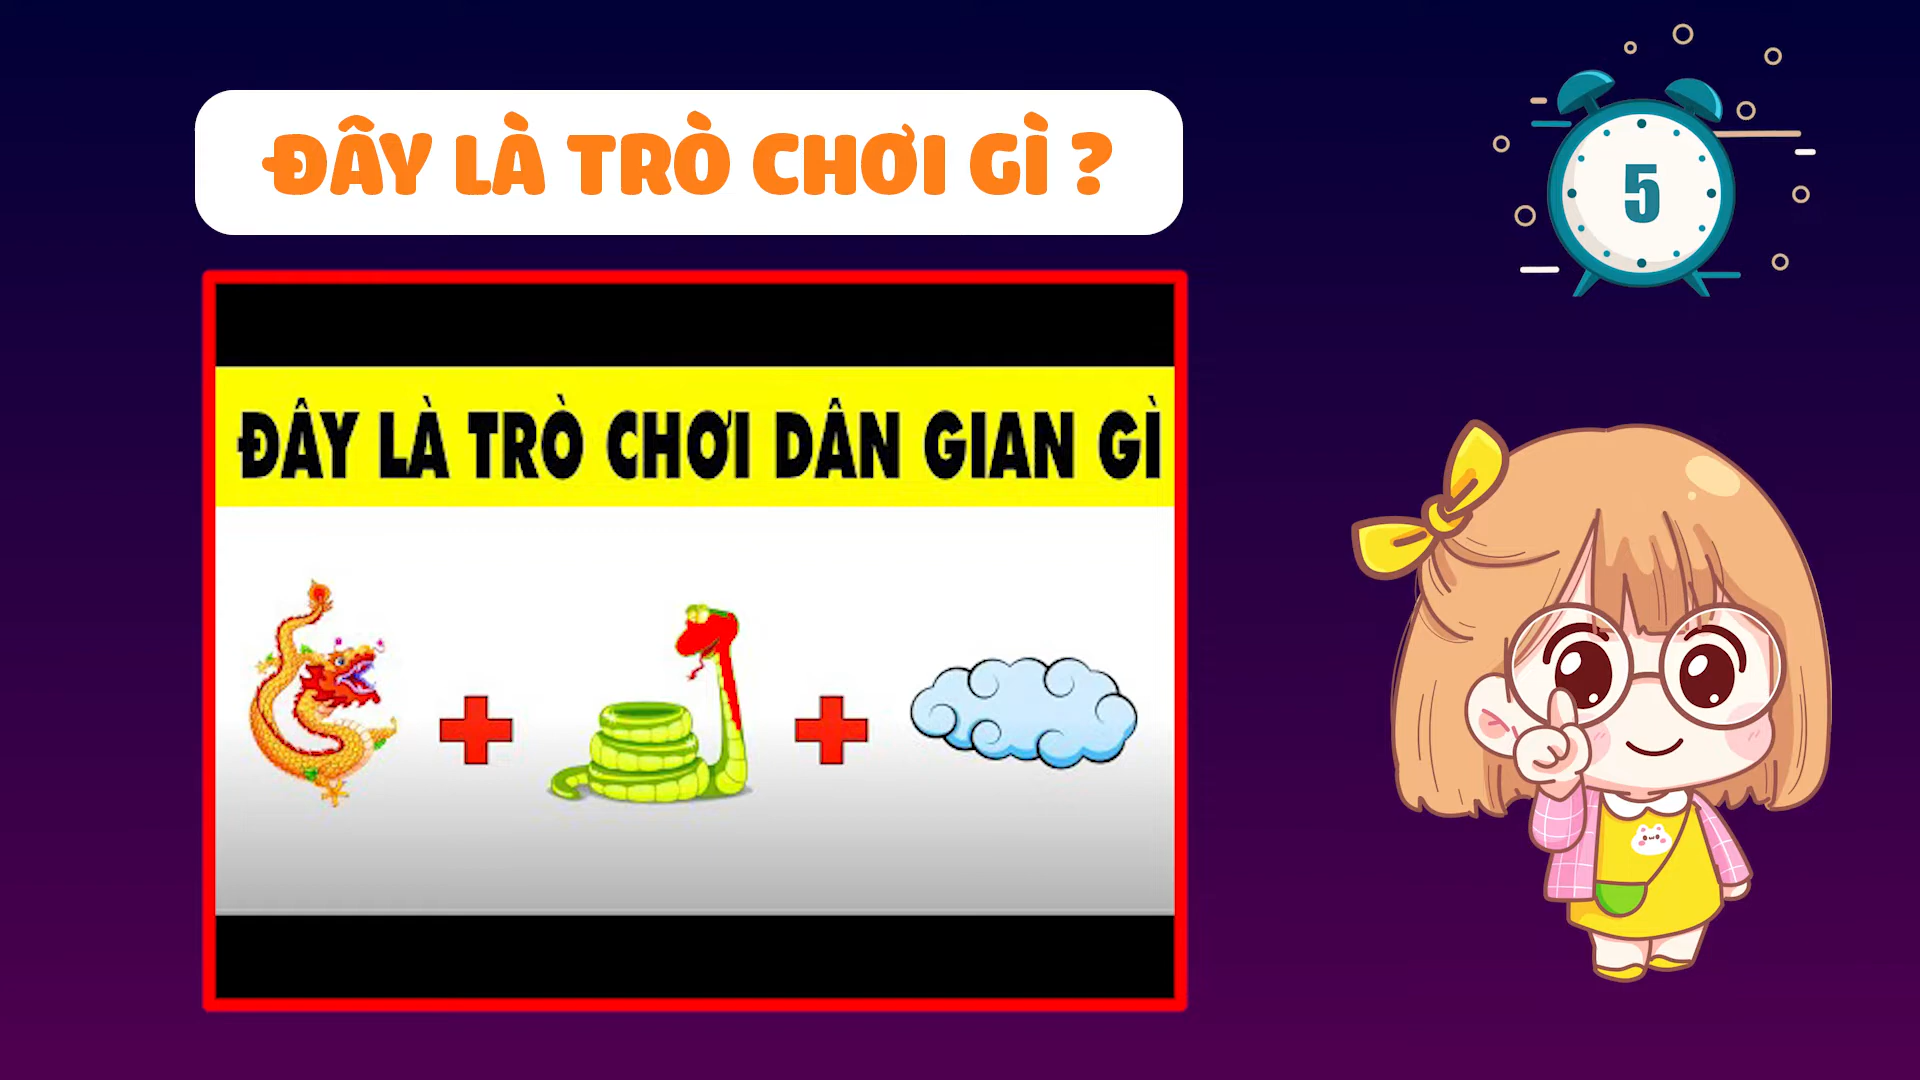 ĐÂY LÀ TRÒ CHƠI GÌ ?
5
ĐÂY LÀ TRÒ CHƠI DÂN GIAN GÌ